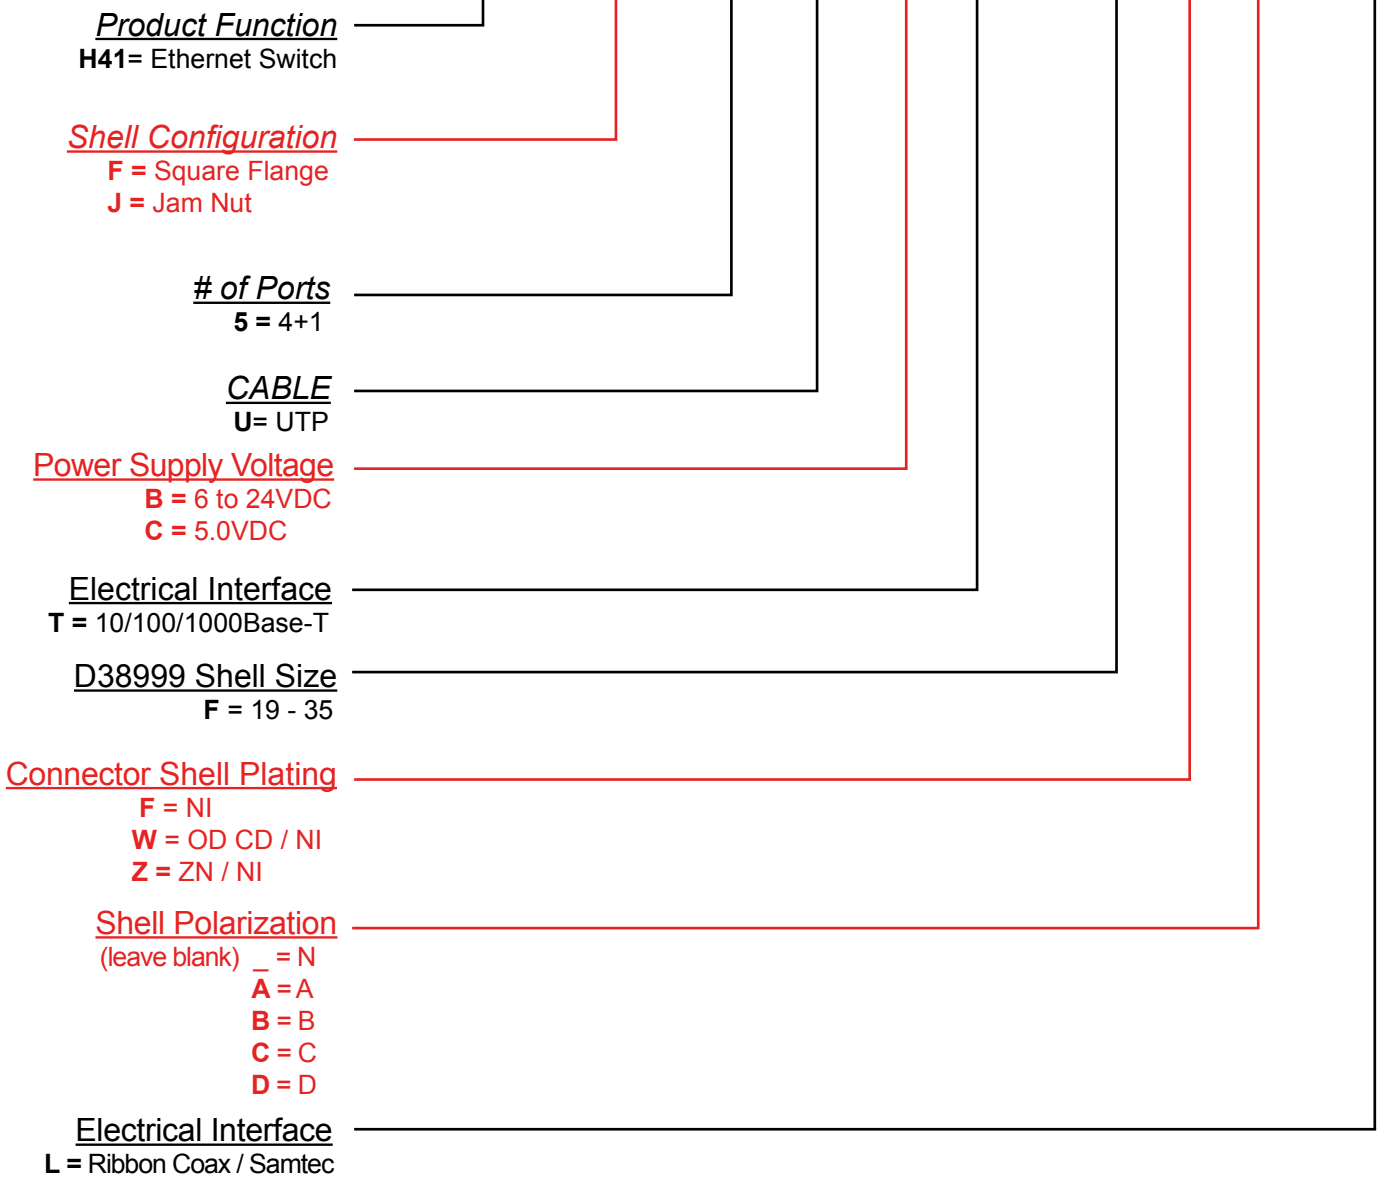 Product Function
H41= Ethernet Switch
Shell Configuration
F = Square Flange
J = Jam Nut
# of Ports
5 = 4+1
CABLE
U= UTP
Power Supply Voltage
B = 6 to 24VDC
C = 5.0VDC
Electrical Interface
T = 10/100/1000Base-T
D38999 Shell Size
F = 19 - 35
Connector Shell Plating
F = NI
W = OD CD / NI
Z = ZN / NI
Shell Polarization
(leave blank) _ = N
A = A
B = B
C = C
D = D
Electrical Interface
L = Ribbon Coax / Samtec